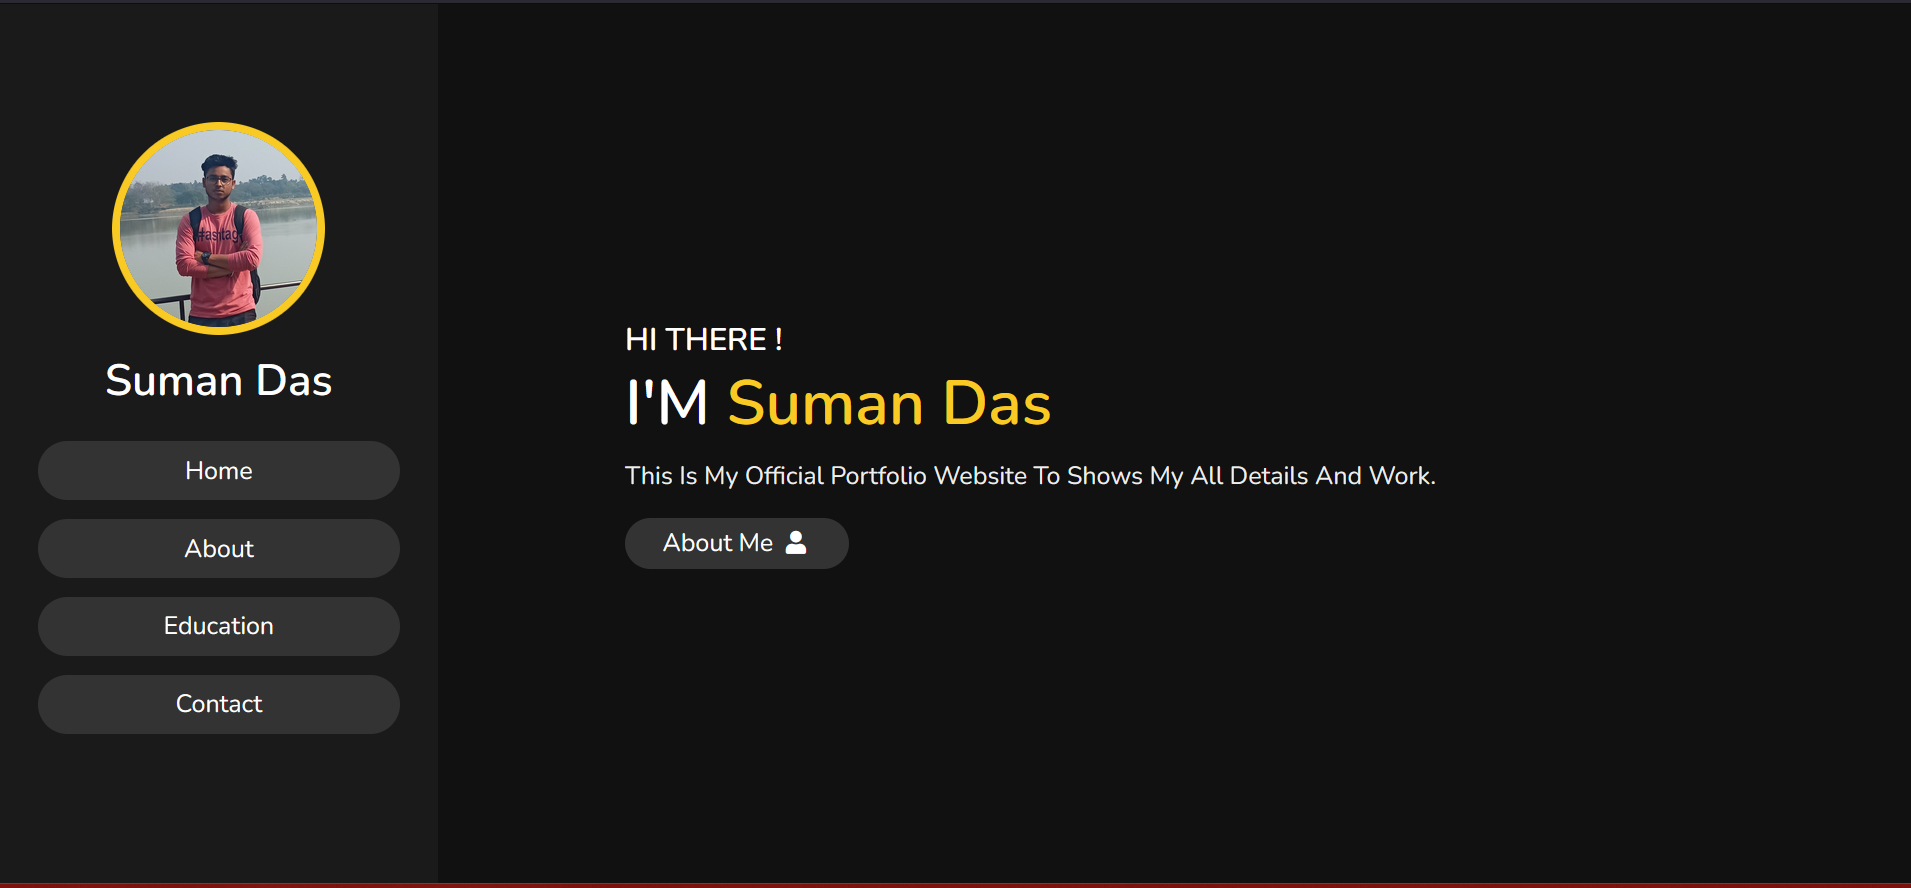 #ashtag
Suman Das
Home
About
Education
Contact
HI THERE !
I'M Suman Das
This Is My Official Portfolio Website To Shows My All Details And Work.
About Me